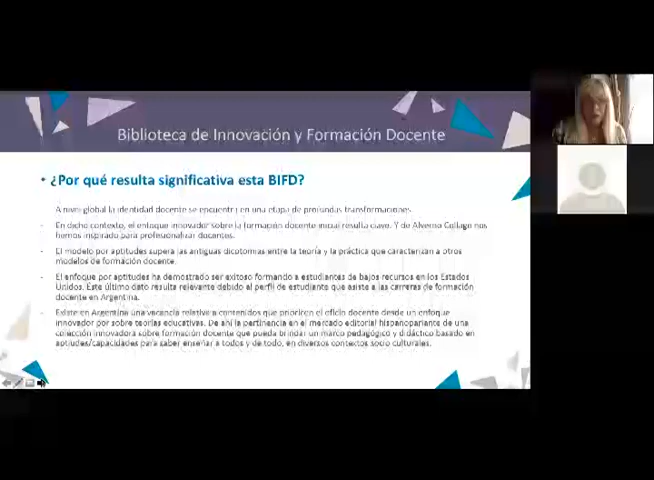 Biblioteca de Innovación y Formación Docente
• ¿Por qué resulta significativa esta BIFD?
A nivel global la identidad docente se encuentra en una etapa de profundas transformaciones.
- En dicho contexto, el enfoque innovador sobre la formación docente inicial resulta clave. Y de Alverno College nos
hemos inspirado para profesionalizar docentes.
- El modelo por aptitudes supera las antiguas dicotomías entre la teoría y la práctica que caracterizan a otros
modelos de formación docente.
- El enfoque por aptitudes ha demostrado ser exitoso formando a estudiantes de bajos recursos en los Estados
Unidos. Este último dato resulta relevante debido al perfil de estudiantes que asiste a las carreras de formación
docente en Argentina.
- Existe en Argentina una vacancia relativa a contenidos que prioricen el oficio docente desde un enfoque
innovador por sobre teorías educativas. De ahí la pertinencia en el mercado editorial hispanoparlante de una
colección innovadora sobre formación docente que pueda brindar un marco pedagógico y didáctico basado en
aptiudes/capacidades para saber enseñar a todos y de todo, en diversos contextos socio culturales.